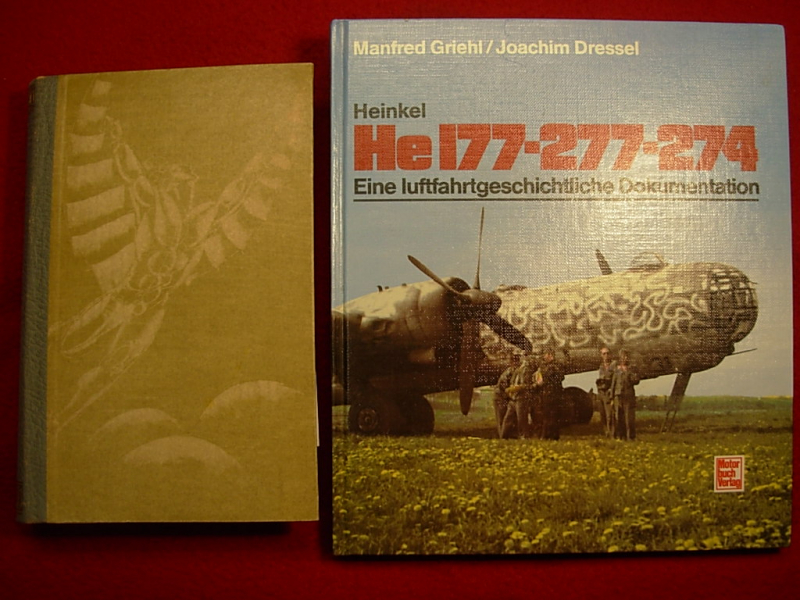 Manfred Griehl/Joachim Dressel
Heinkel
He 177-277-274
Eine luftfahrtgeschichtliche Dokumentation
Motor
buch
Verlag